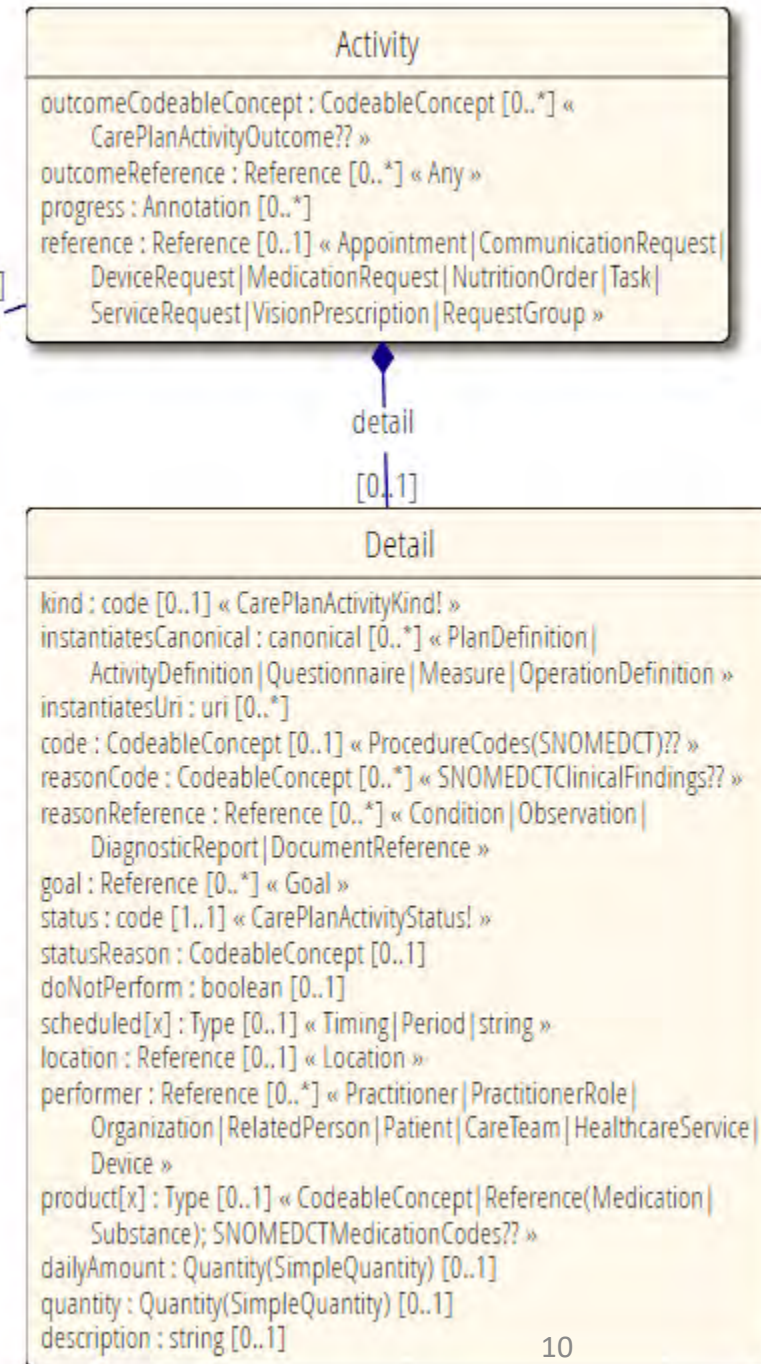 Activity
outcomeCodeableConcept : CodeableConcept [0..*] «
CarePlanActivityOutcome?? »
outcomeReference : Reference [0..*] « Any »
progress : Annotation [0..*]
reference : Reference [0..1] « Appointment|CommunicationRequest|
DeviceRequest|MedicationRequest|NutritionOrder|Task|
ServiceRequest|VisionPrescription|RequestGroup »
]
detail
[0..1]
Detail
kind : code [0..1] « CarePlanActivityKind! »
instantiatesCanonical : canonical [0..*] « PlanDefinition|
ActivityDefinition|Questionnaire|Measure|OperationDefinition »
instantiatesUri : uri [0..*]
code : CodeableConcept [0..1] « ProcedureCodes(SNOMEDCT)?? »
reasonCode : CodeableConcept [0..*] « SNOMEDCTClinicalFindings?? »
reasonReference : Reference [0..*] « Condition|Observation|
DiagnosticReport|DocumentReference »
goal : Reference [0..*] « Goal »
status : code [1..1] « CarePlanActivityStatus! »
statusReason : CodeableConcept [0..1]
doNotPerform : boolean [0..1]
scheduled[x] : Type [0..1] « Timing|Period|string »
location : Reference [0..1] « Location »
performer : Reference [0..*] « Practitioner|PractitionerRole|
Organization|RelatedPerson|Patient|CareTeam|HealthcareService|
Device »
product[x] : Type [0..1] « CodeableConcept|Reference(Medication|
Substance); SNOMEDCTMedicationCodes?? »
dailyAmount : Quantity(SimpleQuantity) [0..1]
quantity : Quantity(SimpleQuantity) [0..1]
description : string [0..1]
10